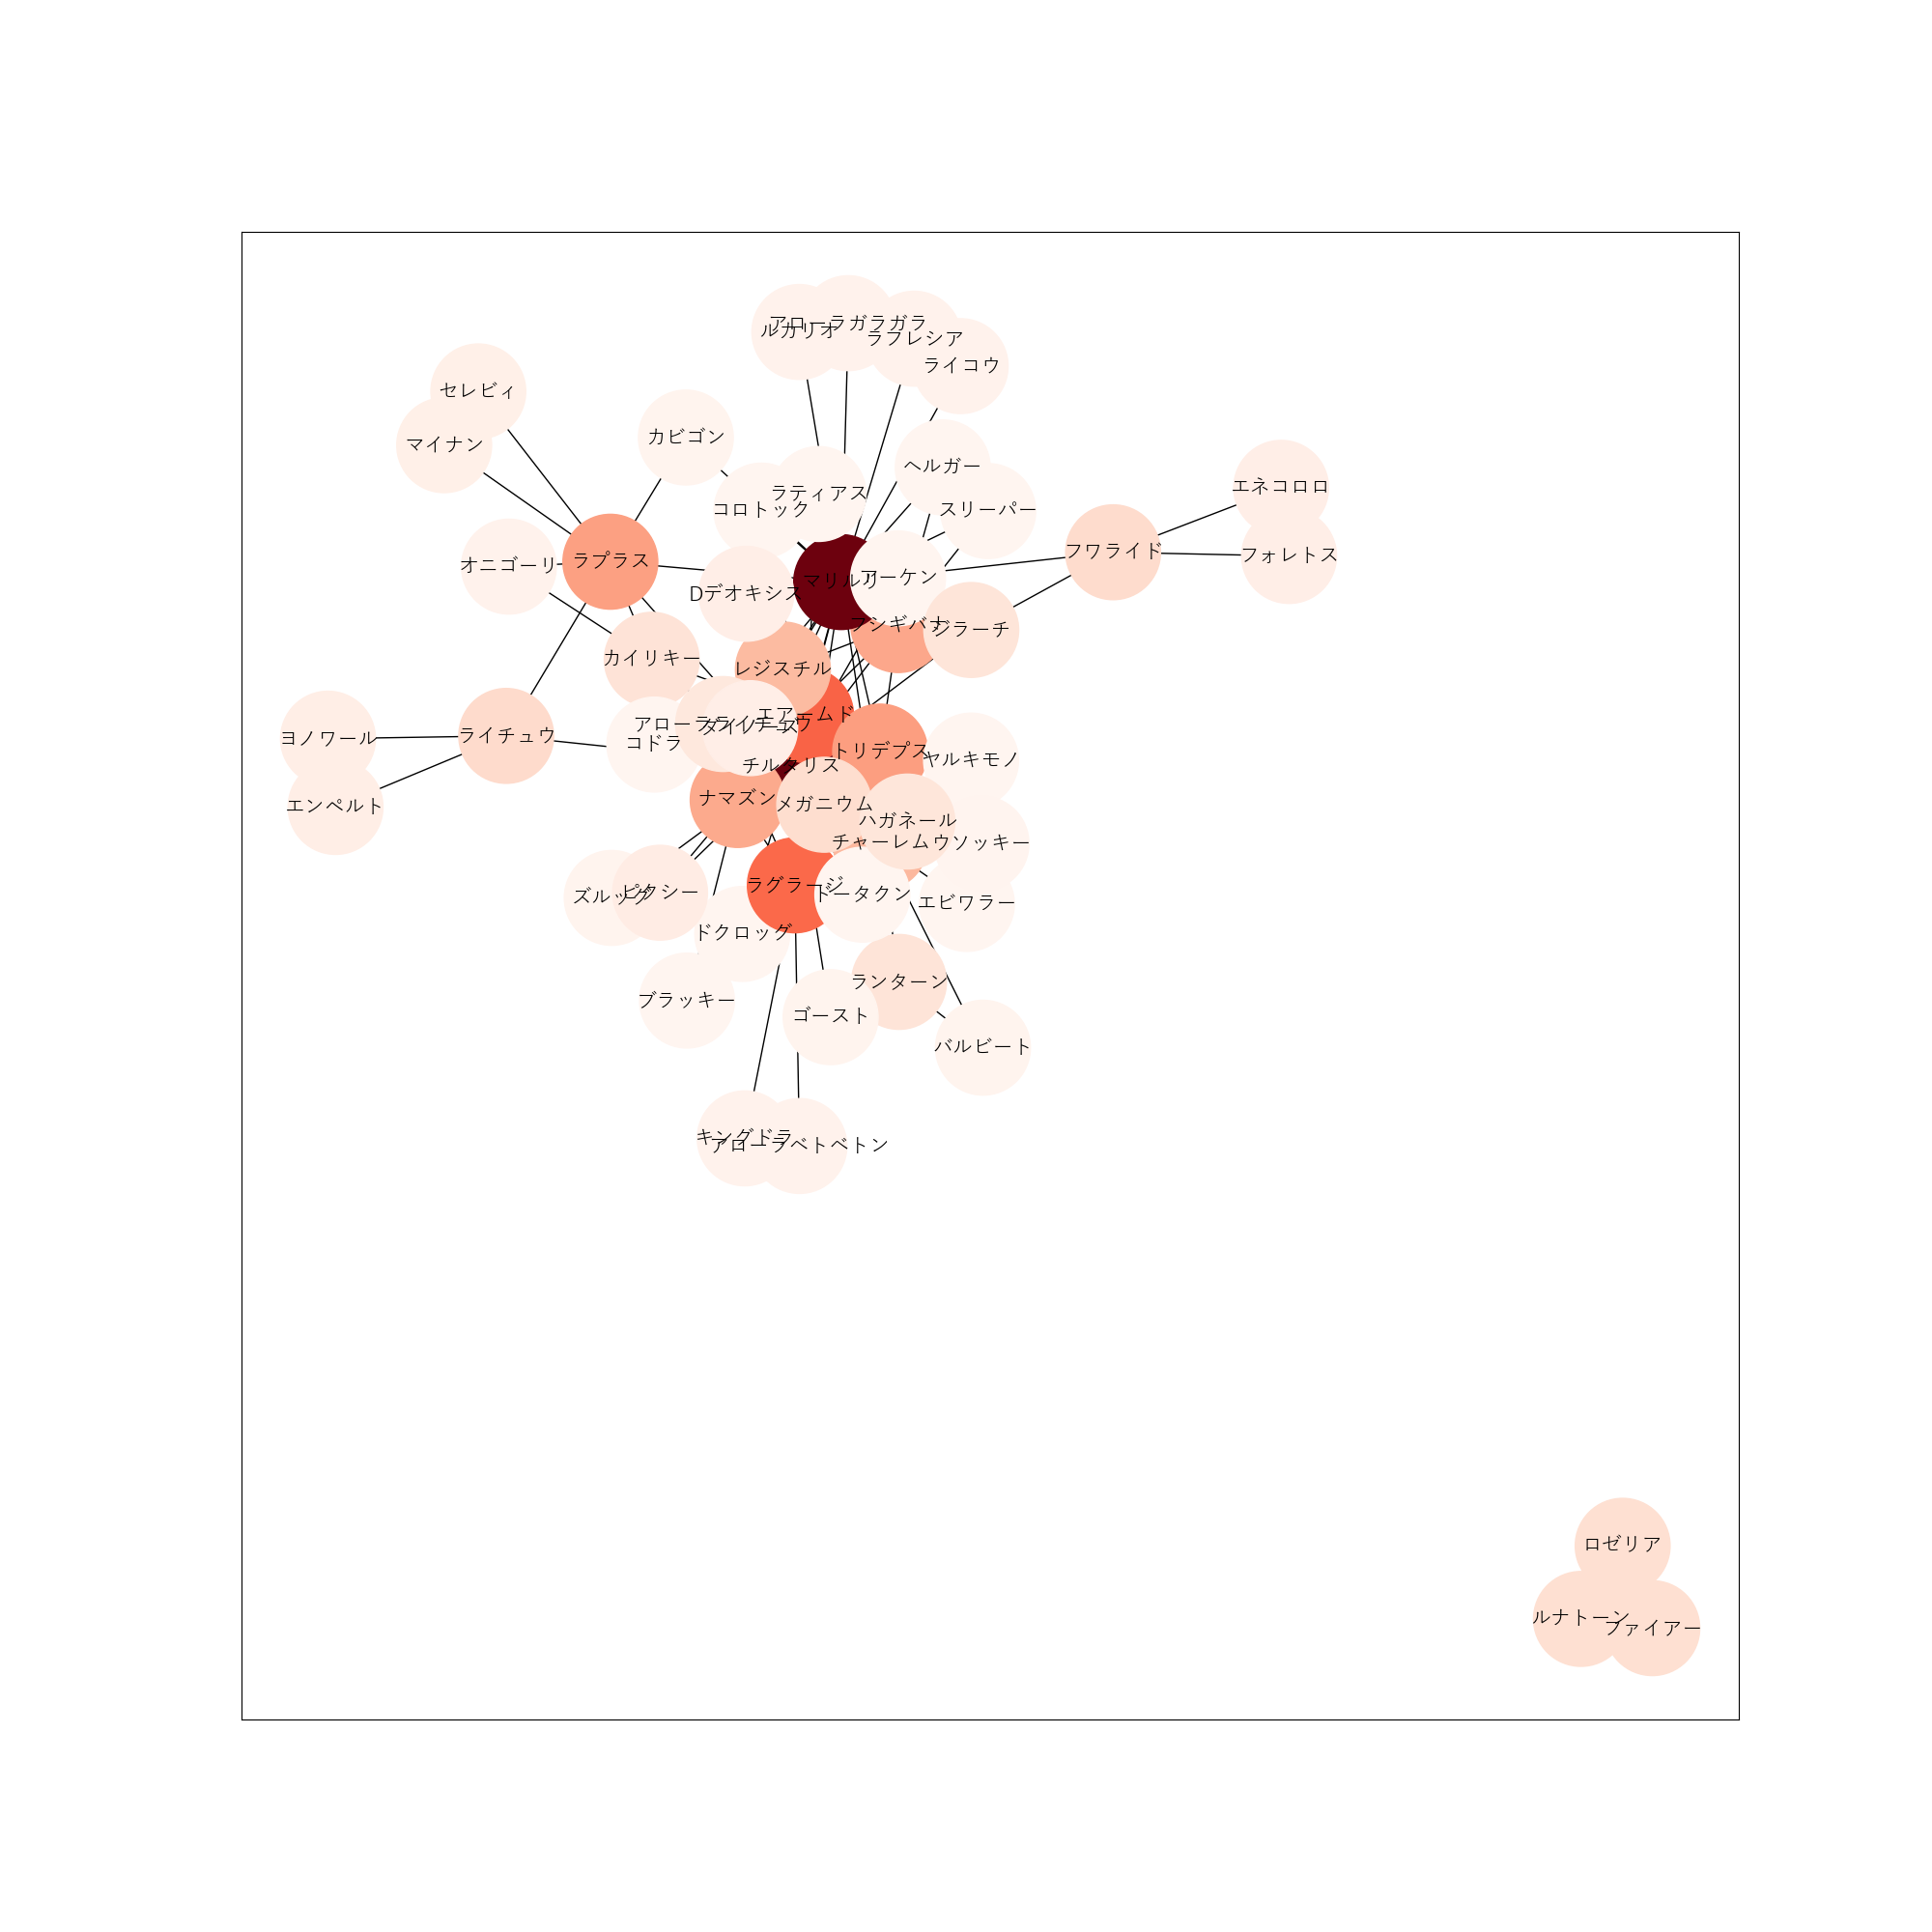 アローラガラガラ
ルカリオ
ラフレシア
ライコウ
セレビィ
マイナン
カビゴン
ヘルガー
エネコロロ
ラティアス
コロトック
スリーパー
フワライド
フォレトス
オニゴーリ
ラプラス
マリルリ
アーケン
Dデオキシス
フシギバナ
ジラーチ
カイリキー
レジスチル
エアームド
アローラライチュウ
ダイノーズ
コドラ
ヨノワール
ライチュウ
トリデプス
ヤルキモノ
チルタリス
ナマズン
メガニウム
エンペルト
ハガネール
チャーレム
ウソッキー
ラグラージ
ドータクン
ズルッグ
ピクシー
エビワラー
ドクロッグ
ランターン
ブラッキー
ゴースト
バルビート
キングドラ
アローラベトベトン
ロゼリア
ルナトーン
ファイアー